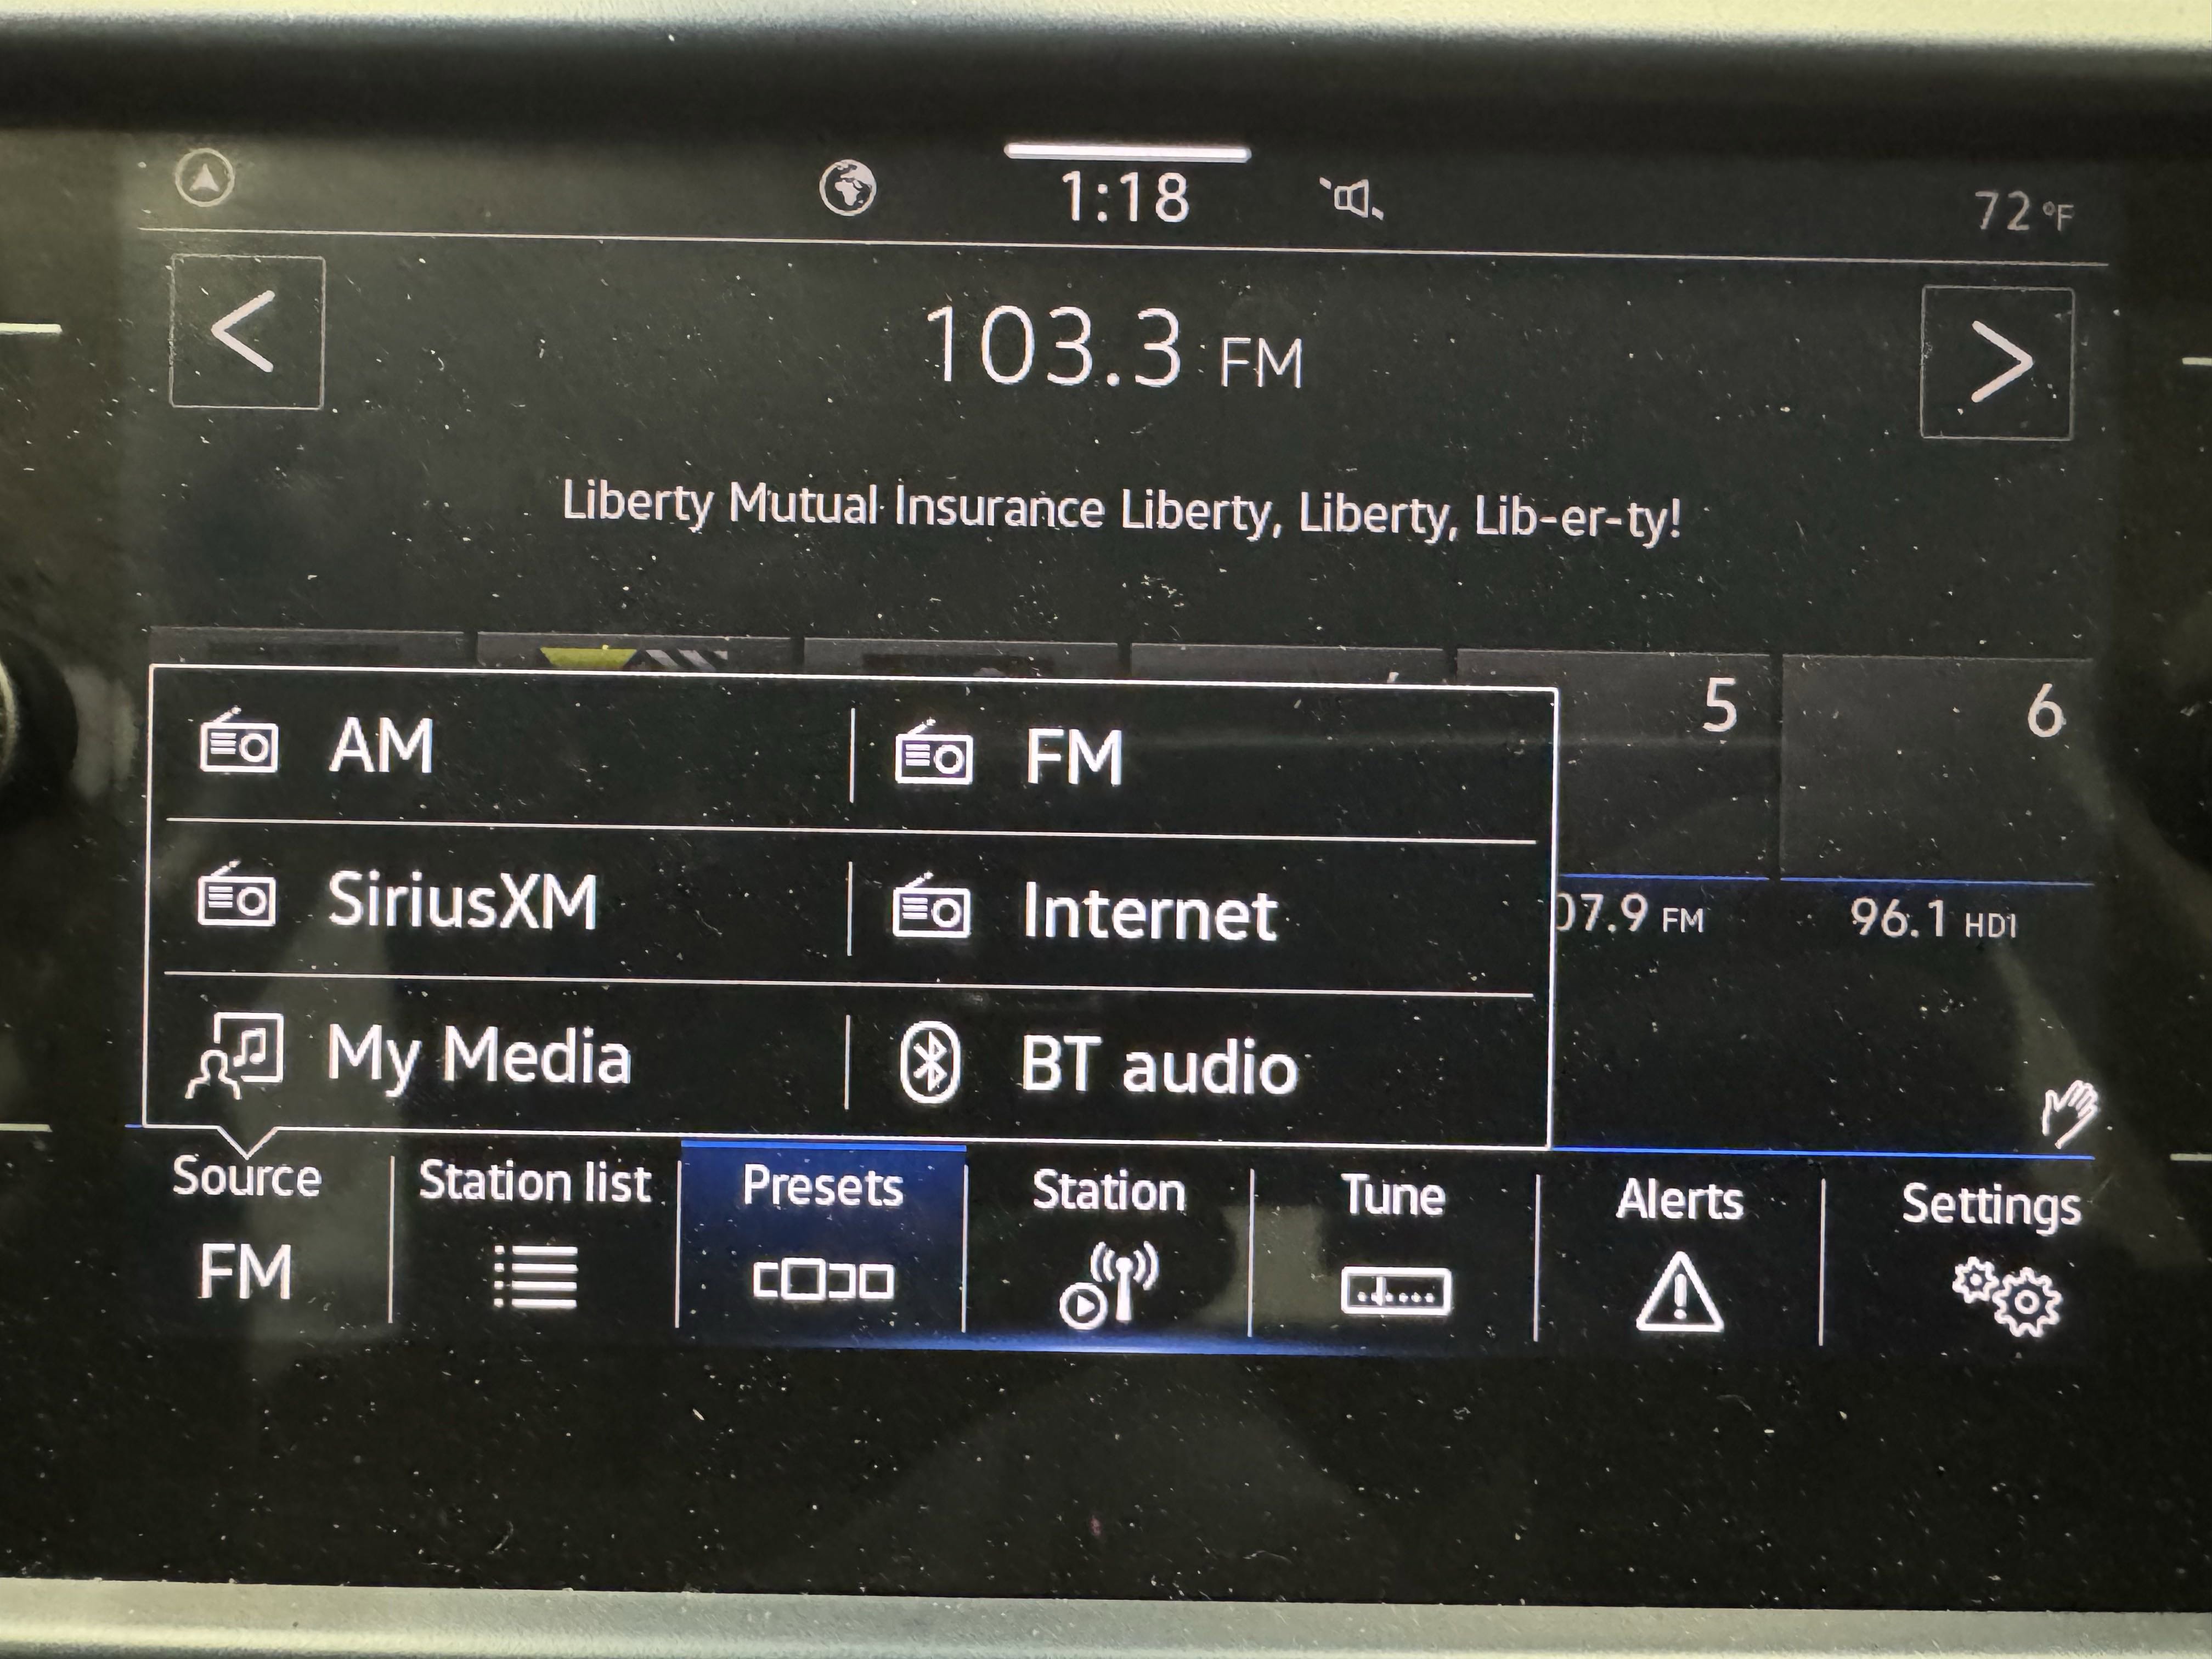 1:18
72 °F
103.3 FM
Liberty Mutual Insurance Liberty, Liberty, Lib-er-ty!
5
6
AM
FM
SiriusXM
Internet
07.9 FM
96.1 HD1
My Media
BT audio
Source
Station list
Presets
Station
Tune
Alerts
Settings
FM